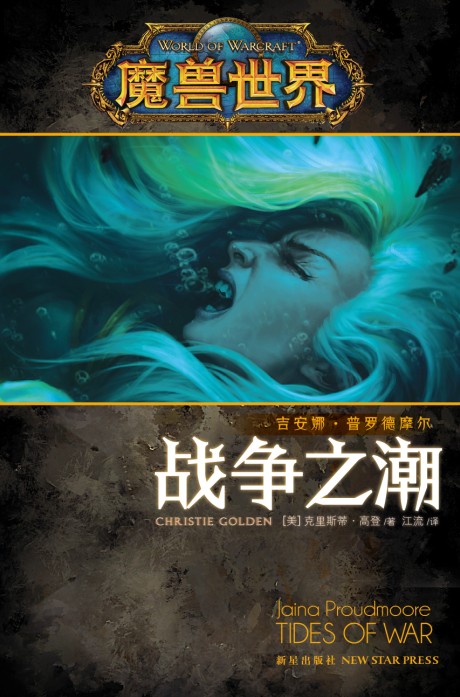 WORLD OF WARCRAFT®
魔兽世界
吉安娜·普罗德摩尔
战争之潮
CHRISTIE GOLDEN [美]克里斯蒂·高登/著 江流/译
Jaina Proudmoore
TIDES OF WAR
新星出版社 NEW STAR PRESS